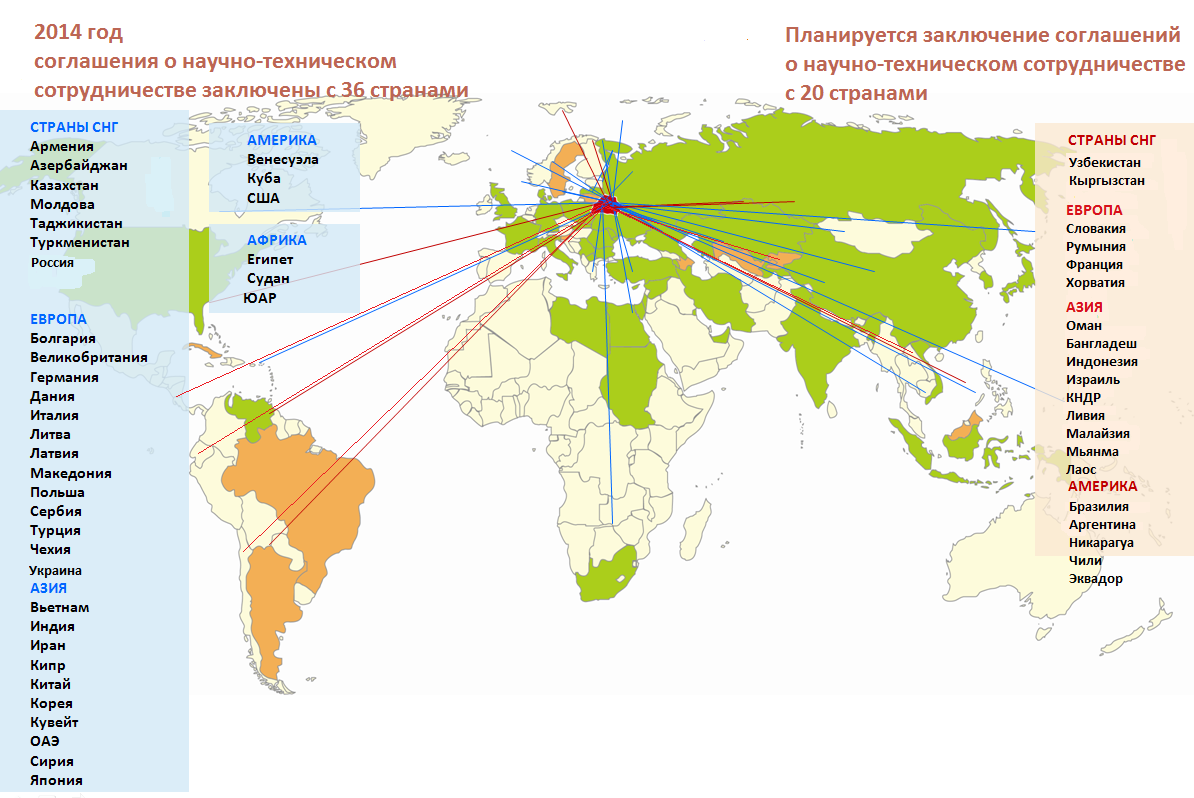 2014 год
соглашения о научно-техническом
сотрудничестве заключены с 36 странами
Планируется заключение соглашений
о научно-техническом сотрудничестве
с 20 странами
СТРАНЫ СНГ
Армения
Азербайджан
Казахстан
Молдова
Таджикистан
Туркменистан
Россия
ЕВРОПА
Болгария
Великобритания
Германия
Дания
Италия
Литва
Латвия
Македония
Польша
Сербия
Турция
Чехия
Украина
АЗИЯ
Вьетнам
Индия
Иран
Кипр
Китай
Корея
Кувейт
ОАЭ
Сирия
Япония
АМЕРИКА
Венесуэла
Куба
США
АФРИКА
Египет
Судан
ЮАР
СТРАНЫ СНГ
Узбекистан
Кыргызстан
ЕВРОПА
Словакия
Румыния
Франция
Хорватия
АЗИЯ
Оман
Бангладеш
Индонезия
Израиль
КНДР
Ливия
Малайзия
Мьянма
Лаос
АМЕРИКА
Бразилия
Аргентина
Никарагуа
Чили
Эквадор